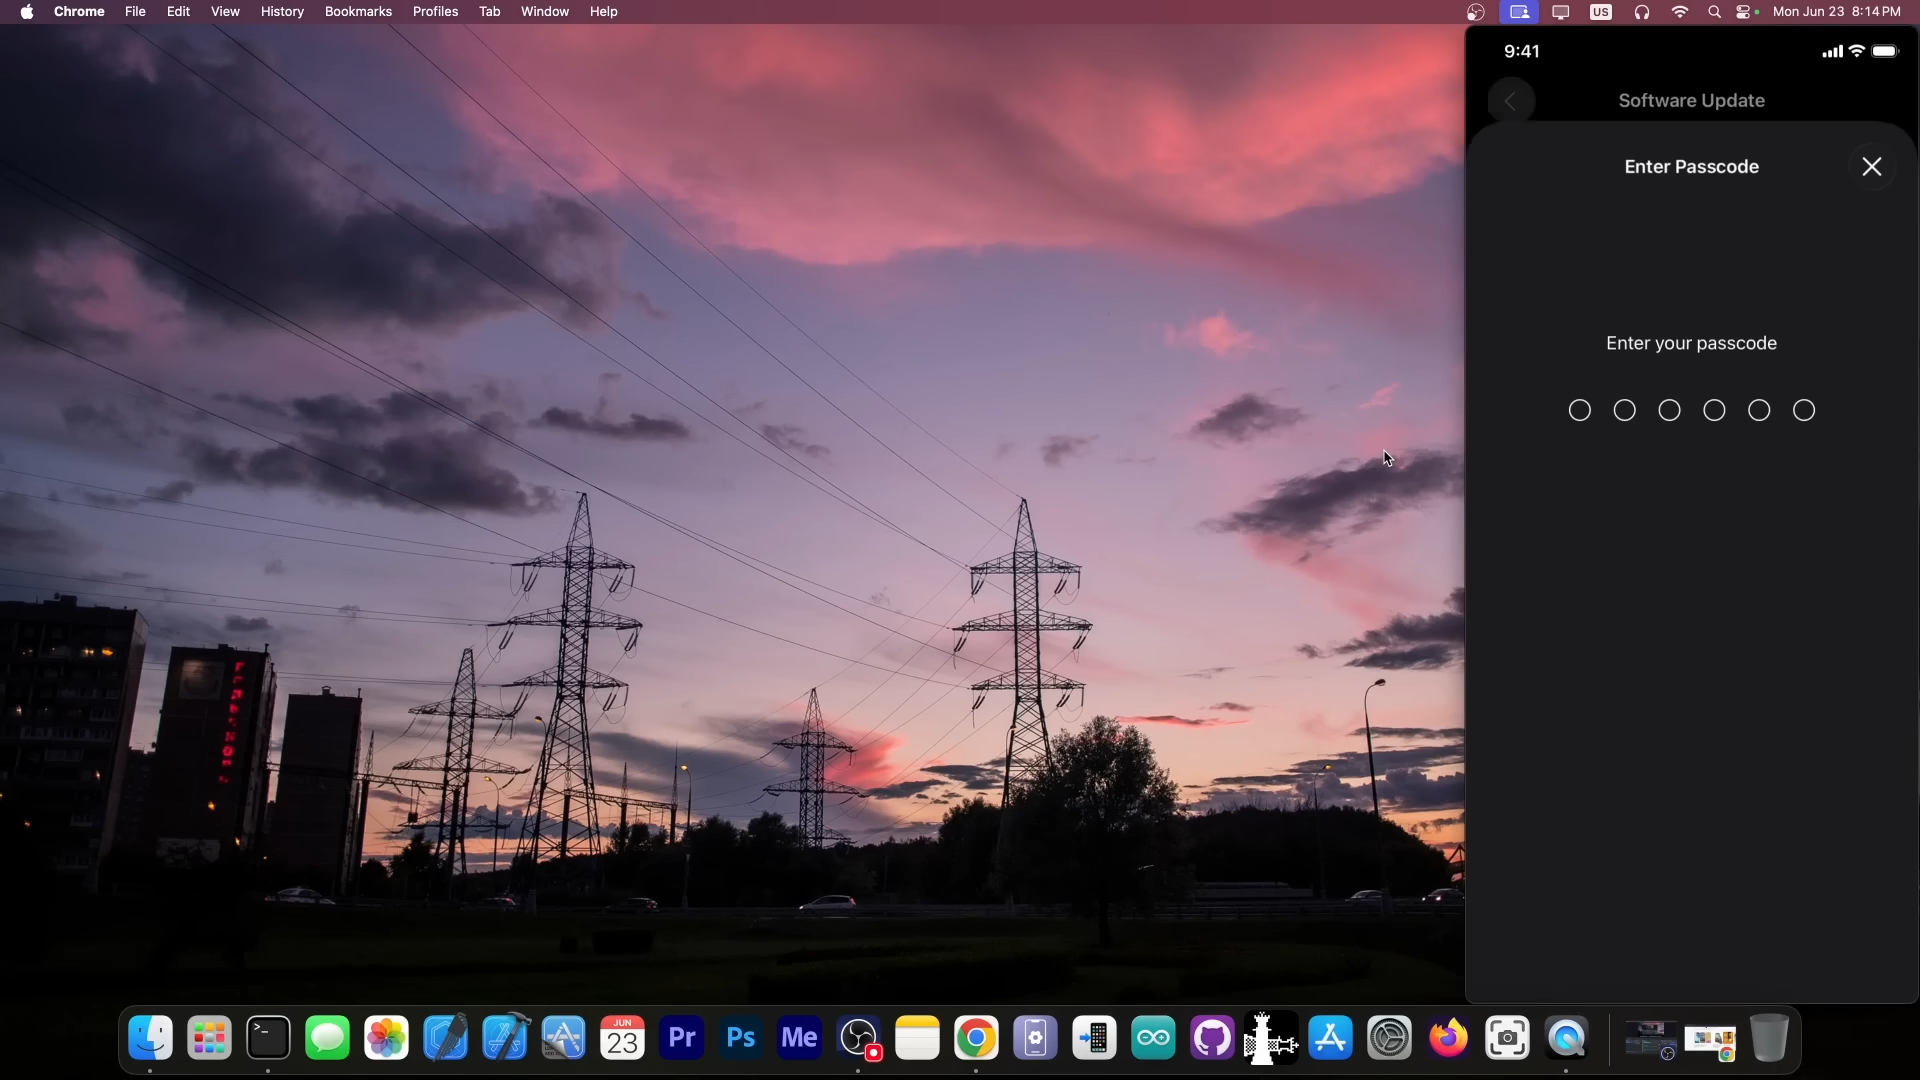 Chrome File Edit View History Bookmarks Profiles Tab Window Help US Mon Jun 23 8:14 PM
9:41
Software Update
Enter Passcode
Enter your passcode
>_
JUN
23
Pr
Ps
Me